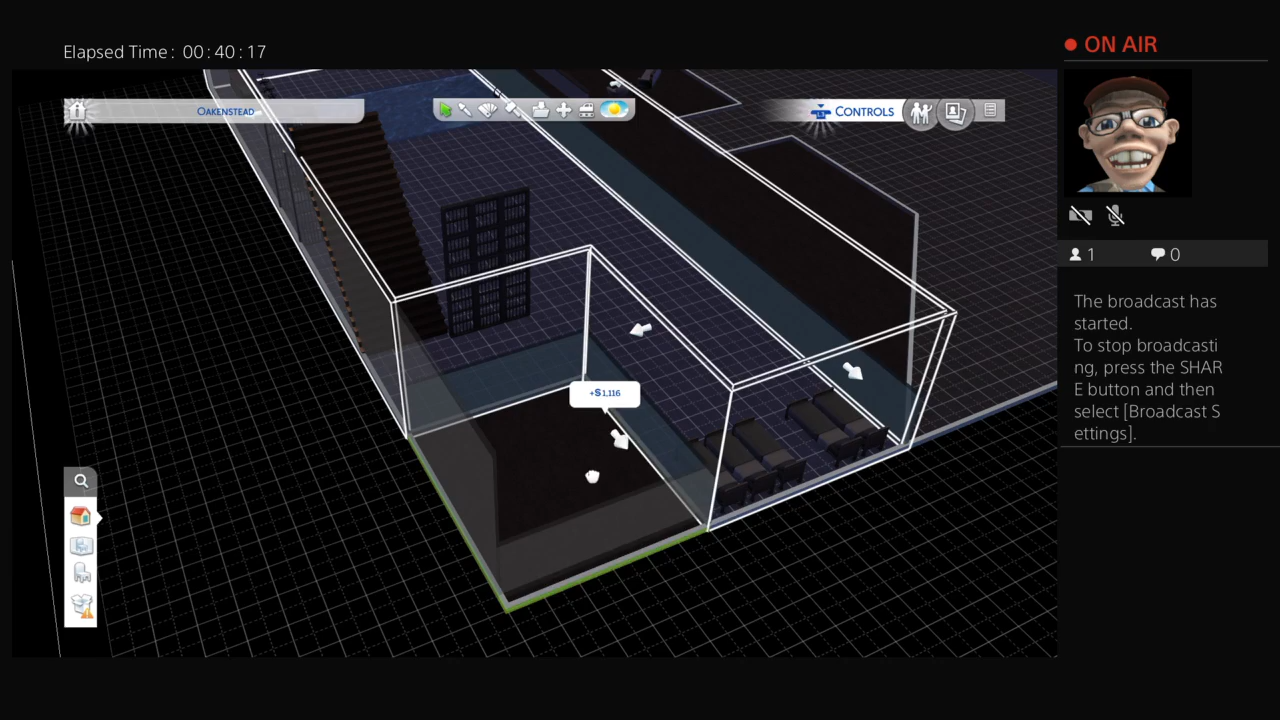 Elapsed Time: 00:40:17
ON AIR
OAKENSTEAD
CONTROLS
1 0
The broadcast has
started.
To stop broadcasti
ng, press the SHAR
E button and then
select [Broadcast S
ettings].
+§1,116